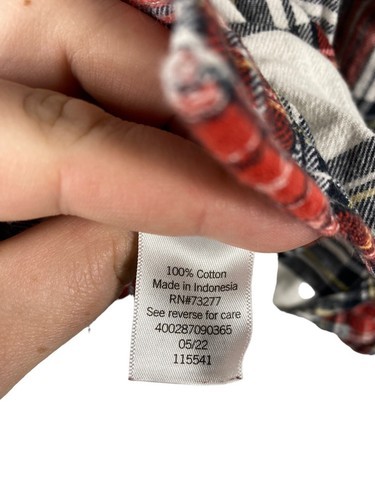 100% Cotton
Made in Indonesia
RN#73277
See reverse for care
400287090365
05/22
115541